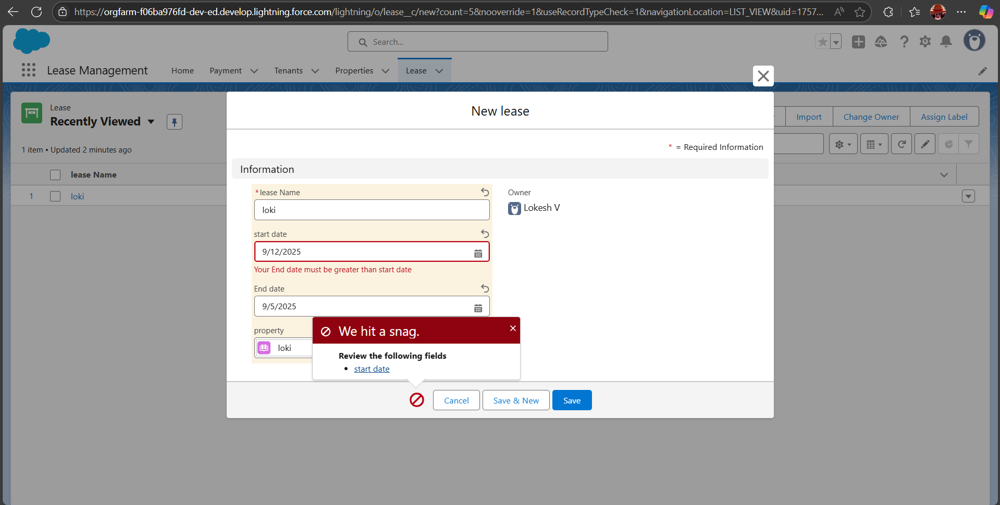 https://orgfarm-f06ba976fd-dev-ed.develop.lightning.force.com/lightning/o/lease__c/new?count=5&nooverride=1&useRecordTypeCheck=1&navigationLocation=LIST_VIEW&uid=1757...
Search...
Lease Management
Home
Payment
Tenants
Properties
Lease
Lease
Recently Viewed
Import
Change Owner
Assign Label
1 item • Updated 2 minutes ago
lease Name
1
loki
New lease
* = Required Information
Information
*lease Name
loki
Owner
Lokesh V
start date
9/12/2025
Your End date must be greater than start date
End date
9/5/2025
property
loki
We hit a snag.
Review the following fields
• start date
Cancel
Save & New
Save